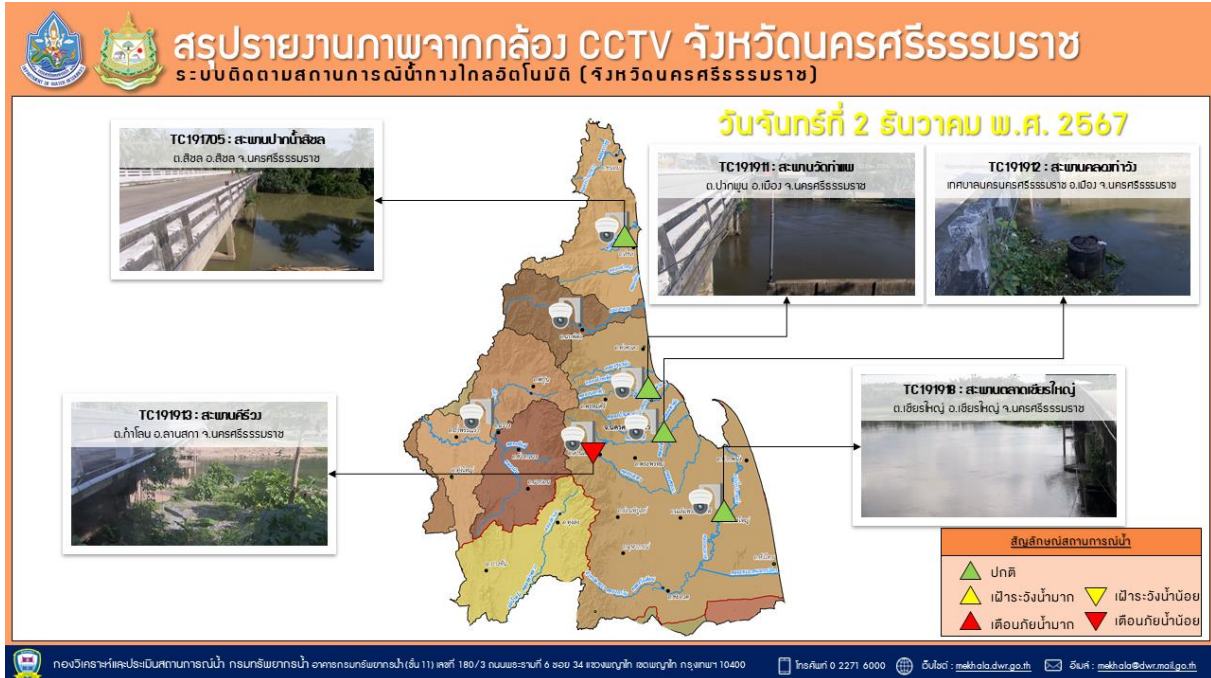 สรุปรายงานภาพจากกล้อง CCTV จังหวัดนครศรีธรรมราช
ระบบติดตามสถานการณ์น้ำทางไกลอัตโนมัติ (จังหวัดนครศรีธรรมราช)
วันจันทร์ที่ 2 ธันวาคม พ.ศ. 2567
TC191705 : สะพานปากน้ำสิชล
ต.สิชล อ.สิชล จ.นครศรีธรรมราช
TC191911 : สะพานวัดท่าแพ
ต.ปากพูน อ.เมือง จ.นครศรีธรรมราช
TC191912 : สะพานคลองท่าวัง
เทศบาลนครนครศรีธรรมราช อ.เมือง จ.นครศรีธรรมราช
TC191913 : สะพานคีรีวง
ต.กำโลน อ.ลานสกา จ.นครศรีธรรมราช
TC191918 : สะพานตลาดเชียรใหญ่
ต.เชียรใหญ่ อ.เชียรใหญ่ จ.นครศรีธรรมราช
สัญลักษณ์สถานการณ์น้ำ
ปกติ
เฝ้าระวังน้ำมาก เฝ้าระวังน้ำน้อย
เตือนภัยน้ำมาก เตือนภัยน้ำน้อย
กองวิเคราะห์และประเมินสถานการณ์น้ำ กรมทรัพยากรน้ำ อาคารกรมทรัพยากรน้ำ (ชั้น 11) เลขที่ 180/3 ถนนพระรามที่ 6 ซอย 34 แขวงพญาไท เขตพญาไท กรุงเทพฯ 10400 โทรศัพท์ 0 2271 6000 เว็บไซต์ : mekhala.dwr.go.th อีเมล์ : mekhala@dwr.mail.go.th